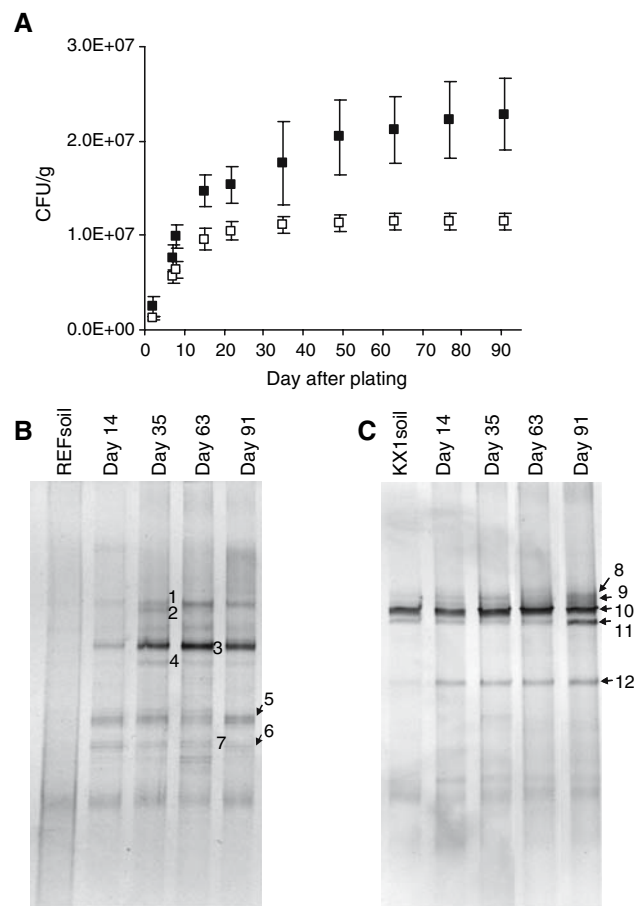 A
3.0E+07
2.0E+07
1.0E+07
0.0E+00
CFU/g
0 10 20 30 40 50 60 70 80 90
Day after plating
B
REFsoil
Day 14
Day 35
Day 63
Day 91
1
2
3
4
5
6
7
C
KX1soil
Day 14
Day 35
Day 63
Day 91
8
9
10
11
12